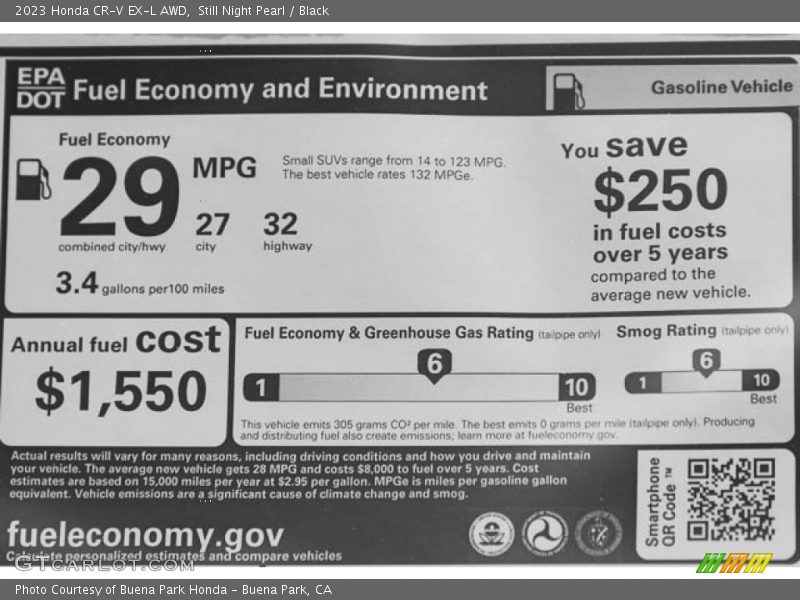 2023 Honda CR-V EX-L AWD, Still Night Pearl / Black
EPA
DOT
Fuel Economy and Environment
Gasoline Vehicle
Fuel Economy
29
MPG
combined city/hwy
27
city
32
highway
3.4 gallons per100 miles
Small SUVs range from 14 to 123 MPG.
The best vehicle rates 132 MPGe.
You save
$250
in fuel costs
over 5 years
compared to the
average new vehicle.
Annual fuel cost
$1,550
Fuel Economy & Greenhouse Gas Rating (tailpipe only)
1
6
10
Best
Smog Rating (tailpipe only)
1
6
10
Best
This vehicle emits 305 grams CO² per mile. The best emits 0 grams per mile (tailpipe only). Producing
and distributing fuel also create emissions; learn more at fueleconomy.gov.
Actual results will vary for many reasons, including driving conditions and how you drive and maintain
your vehicle. The average new vehicle gets 28 MPG and costs $8,000 to fuel over 5 years. Cost
estimates are based on 15,000 miles per year at $2.95 per gallon. MPGe is miles per gasoline gallon
equivalent. Vehicle emissions are a significant cause of climate change and smog.
fueleconomy.gov
Calculate personalized estimates and compare vehicles
Smartphone
QR Code ™
GTcarlot.com
Photo Courtesy of Buena Park Honda - Buena Park, CA